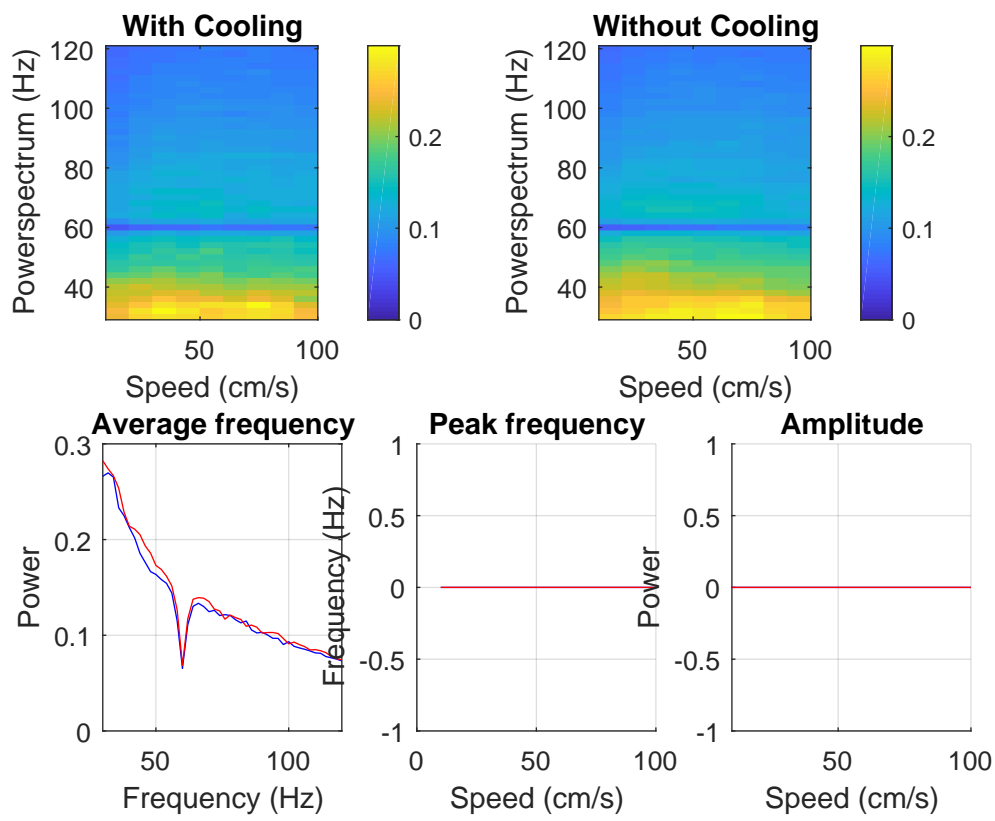 With Cooling
Powerspectrum (Hz)
120
100
80
60
40
50
100
Speed (cm/s)
0.2
0.1
0
Without Cooling
Powerspectrum (Hz)
120
100
80
60
40
50
100
Speed (cm/s)
0.2
0.1
0
Average frequency
Power
0.3
0.2
0.1
0
50
100
Frequency (Hz)
Peak frequency
Frequency (Hz)
1
0.5
0
-0.5
-1
0
50
100
Speed (cm/s)
Amplitude
Power
1
0.5
0
-0.5
-1
50
100
Speed (cm/s)